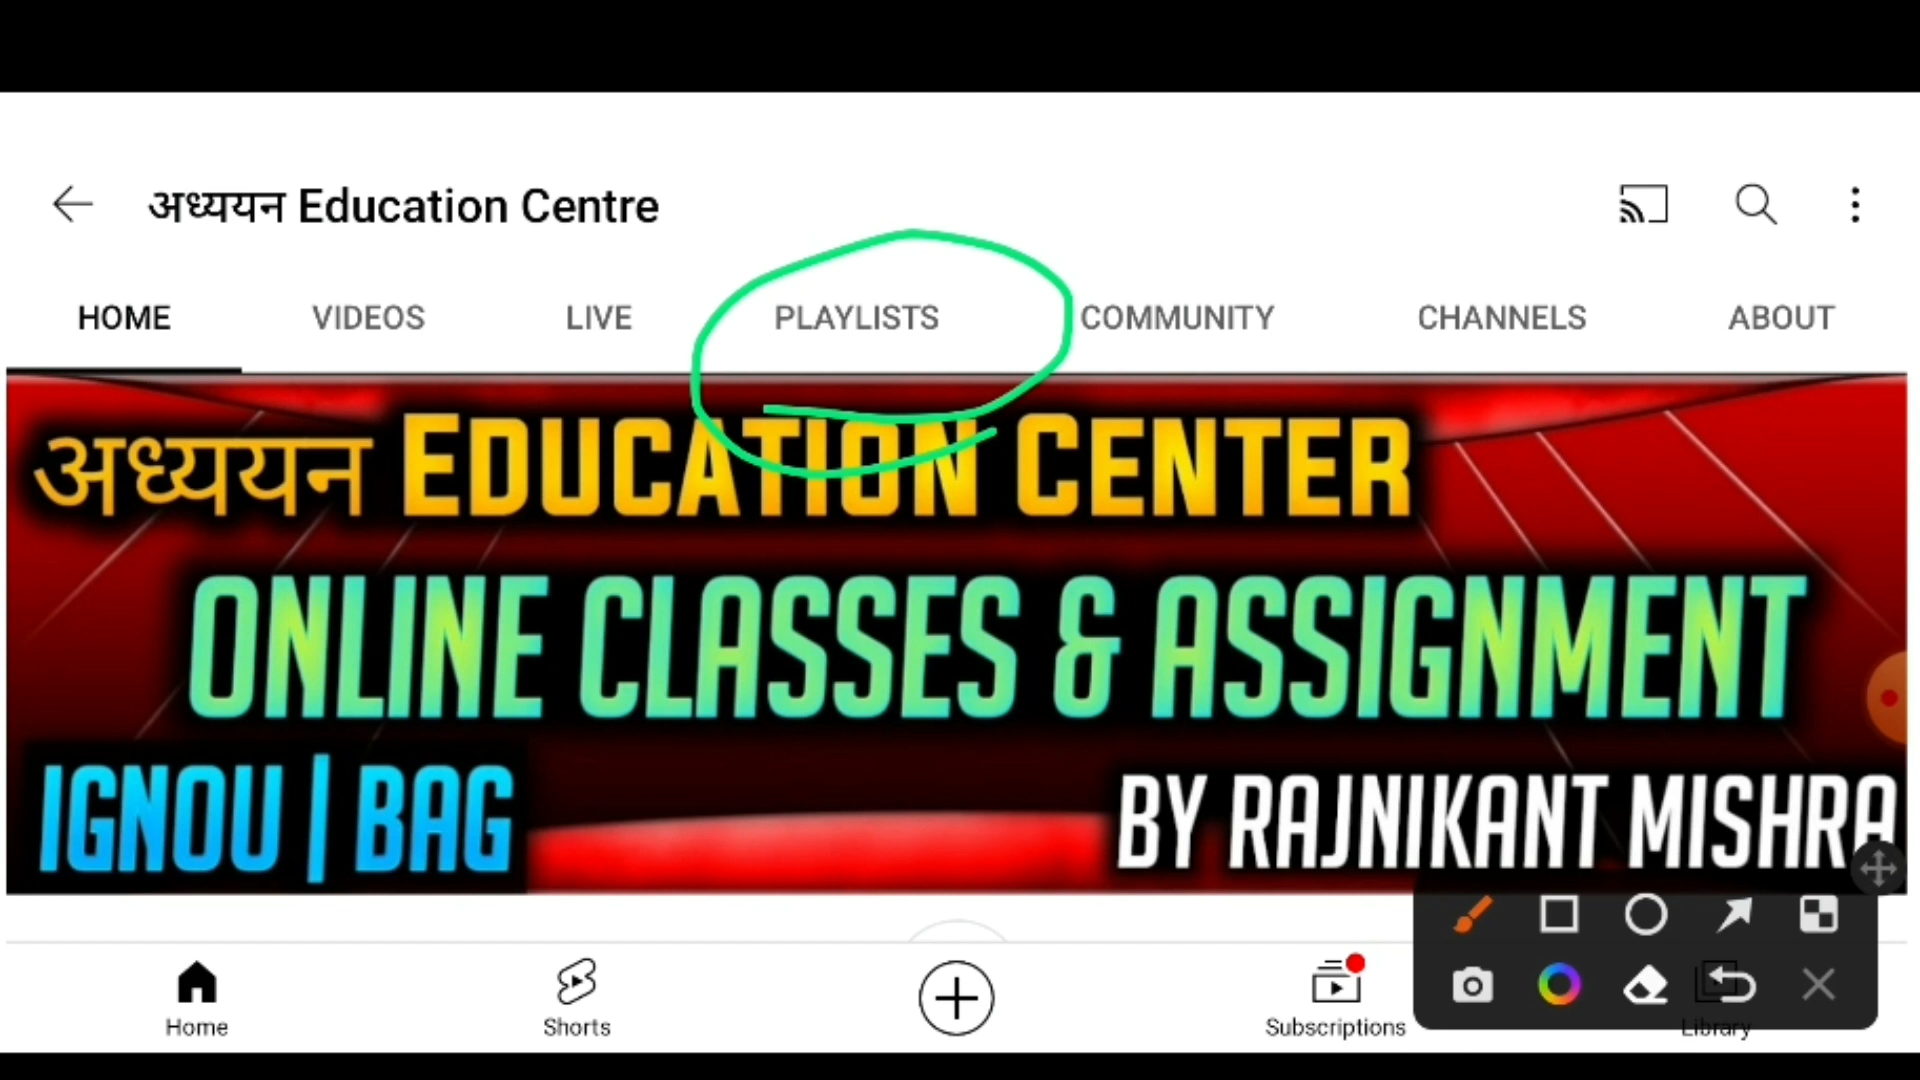 अध्ययन Education Centre
HOME VIDEOS LIVE PLAYLISTS COMMUNITY CHANNELS ABOUT
अध्ययन EDUCATION CENTER
ONLINE CLASSES & ASSIGNMENT
IGNOU | BAG BY RAJNIKANT MISHRA
Home Shorts Subscriptions Library